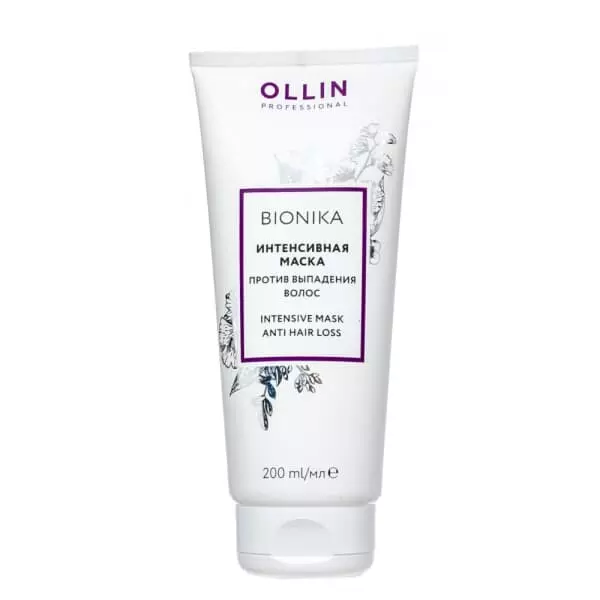 OLLIN
PROFESSIONAL
BIONIKA
ИНТЕНСИВНАЯ
МАСКА
ПРОТИВ ВЫПАДЕНИЯ
ВОЛОС
INTENSIVE MASK
ANTI HAIR LOSS
200 ml/мл℮